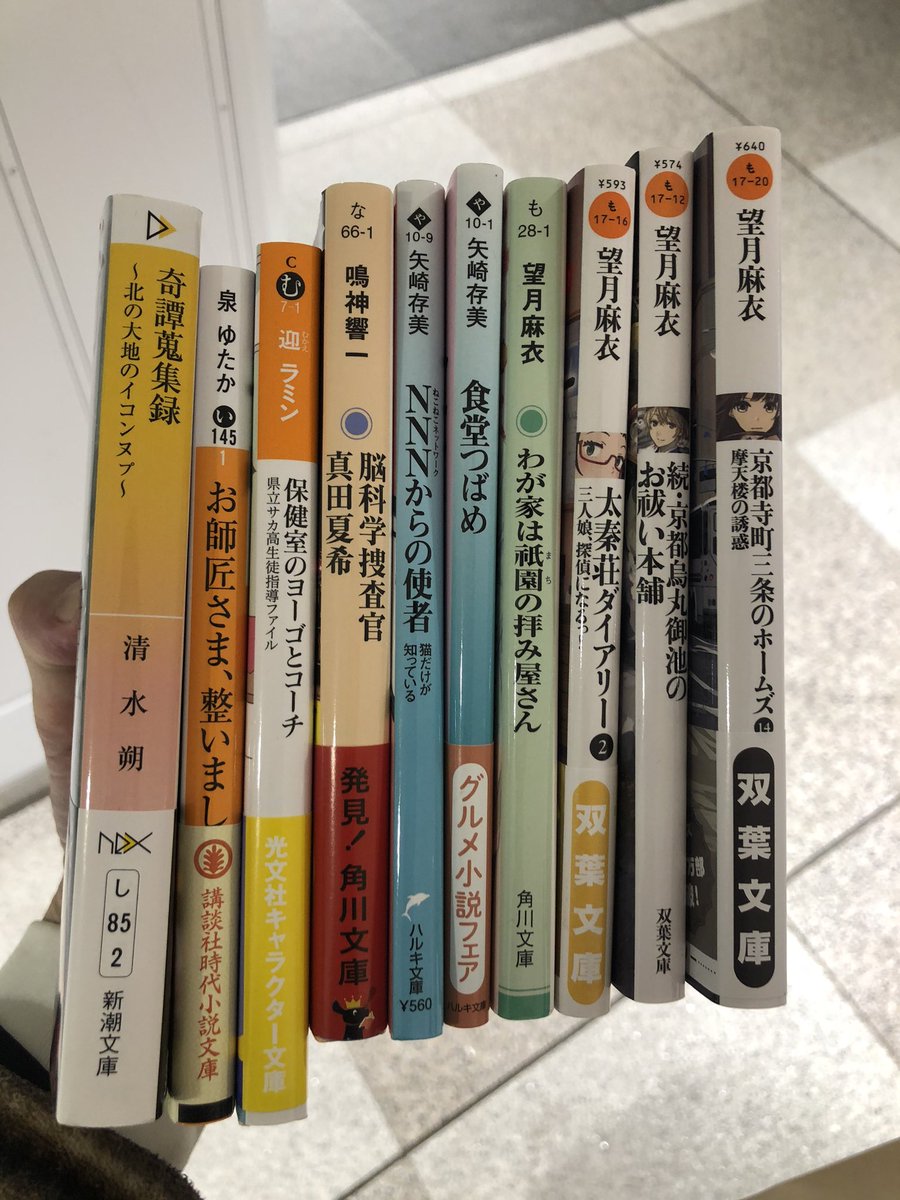 奇譚蒐集録
～北の大地のイコンヌプ～
清水 朔
NEX
し
85
2
新潮文庫
泉 ゆたか
い
145
1
お師匠さま、整いまし
講談社時代小説文庫
C
む
7-1
迎 ラミン
むかえ
保健室のヨーゴとコーチ
県立サカ高生徒指導ファイル
光文社キャラクター文庫
な
66-1
鳴神響一
脳科学捜査官
真田夏希
発見！角川文庫
や
10-9
矢崎存美
NNNからの使者
ねこねこネットワーク
猫だけが
知っている
ハルキ文庫
¥560
や
10-1
矢崎存美
食堂つばめ
グルメ小説フェア
ハルキ文庫
も
28-1
望月麻衣
わが家は祇園の拝み屋さん
まち
角川文庫
¥593
も
17-16
望月麻衣
太秦荘ダイアリー 2
三人娘、探偵になる?
双葉文庫
¥574
も
17-12
望月麻衣
続・京都烏丸御池の
お祓い本舗
双葉文庫
¥640
も
17-20
望月麻衣
京都寺町三条のホームズ 14
摩天楼の誘惑
双葉文庫